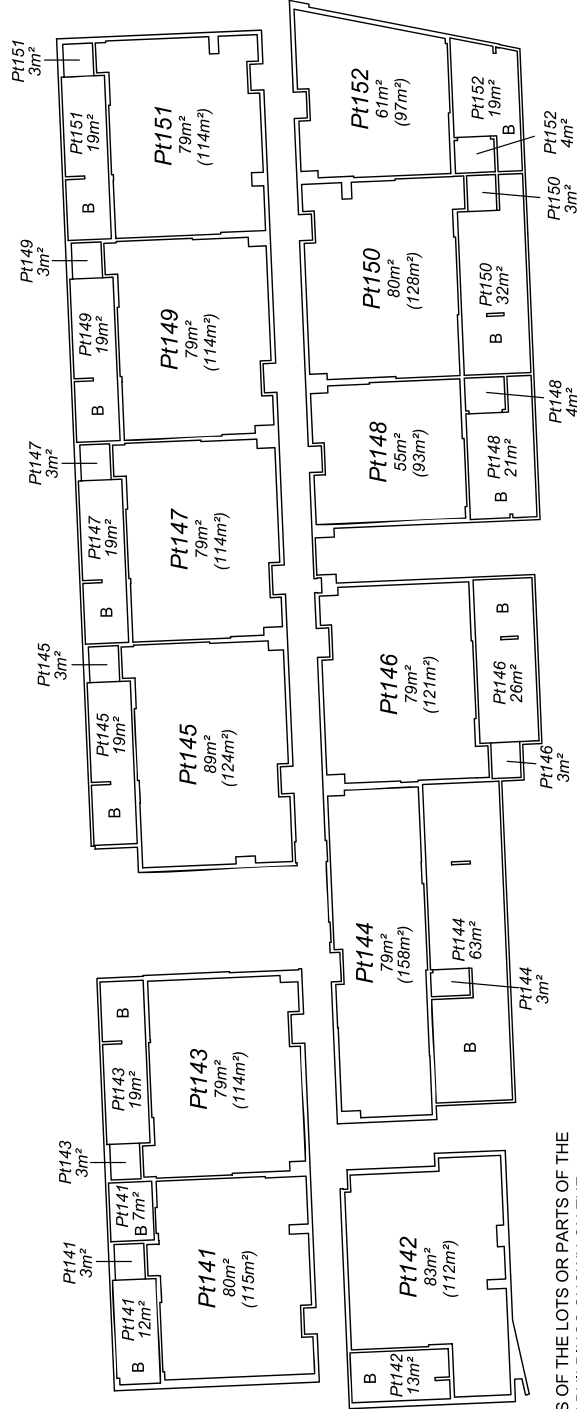 Pt151
3m²
Pt151
19m²
B
Pt151
79m²
(114m²)
Pt149
3m²
Pt149
19m²
B
Pt149
79m²
(114m²)
Pt147
3m²
Pt147
19m²
B
Pt147
79m²
(114m²)
Pt145
3m²
Pt145
19m²
B
Pt145
89m²
(124m²)
Pt143
3m²
Pt143
19m²
B
Pt143
79m²
(114m²)
Pt141
3m²
Pt141
7m²
B
Pt141
12m²
B
Pt141
80m²
(115m²)
Pt152
61m²
(97m²)
Pt152
19m²
B
Pt152
4m²
Pt150
80m²
(128m²)
Pt150
32m²
B
Pt150
3m²
Pt148
55m²
(93m²)
Pt148
21m²
B
Pt148
4m²
Pt146
79m²
(121m²)
Pt146
26m²
B
Pt146
3m²
Pt144
79m²
(158m²)
Pt144
63m²
B
Pt144
3m²
Pt142
83m²
(112m²)
Pt142
13m²
B
S OF THE LOTS OR PARTS OF THE